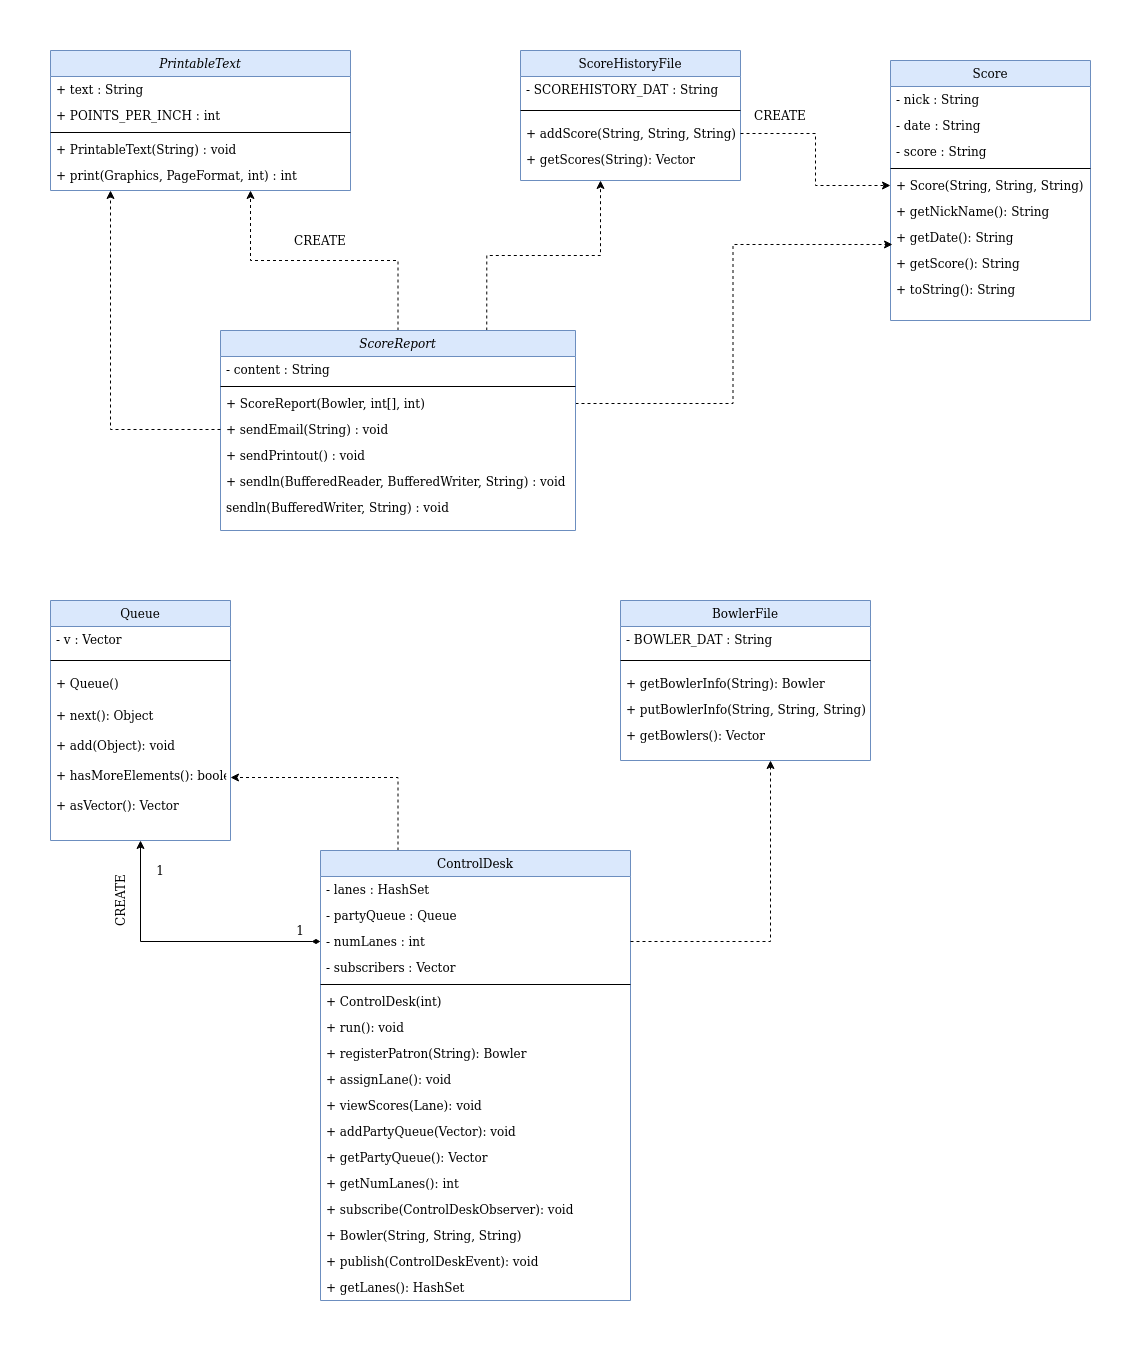 PrintableText
+ text : String
+ POINTS_PER_INCH : int
+ PrintableText(String) : void
+ print(Graphics, PageFormat, int) : int
ScoreHistoryFile
- SCOREHISTORY_DAT : String
+ addScore(String, String, String)
+ getScores(String): Vector
CREATE
Score
- nick : String
- date : String
- score : String
+ Score(String, String, String)
+ getNickName(): String
+ getDate(): String
+ getScore(): String
+ toString(): String
CREATE
ScoreReport
- content : String
+ ScoreReport(Bowler, int[], int)
+ sendEmail(String) : void
+ sendPrintout() : void
+ sendln(BufferedReader, BufferedWriter, String) : void
sendln(BufferedWriter, String) : void
Queue
- v : Vector
+ Queue()
+ next(): Object
+ add(Object): void
+ hasMoreElements(): boole
+ asVector(): Vector
BowlerFile
- BOWLER_DAT : String
+ getBowlerInfo(String): Bowler
+ putBowlerInfo(String, String, String)
+ getBowlers(): Vector
1
CREATE
1
ControlDesk
- lanes : HashSet
- partyQueue : Queue
- numLanes : int
- subscribers : Vector
+ ControlDesk(int)
+ run(): void
+ registerPatron(String): Bowler
+ assignLane(): void
+ viewScores(Lane): void
+ addPartyQueue(Vector): void
+ getPartyQueue(): Vector
+ getNumLanes(): int
+ subscribe(ControlDeskObserver): void
+ Bowler(String, String, String)
+ publish(ControlDeskEvent): void
+ getLanes(): HashSet